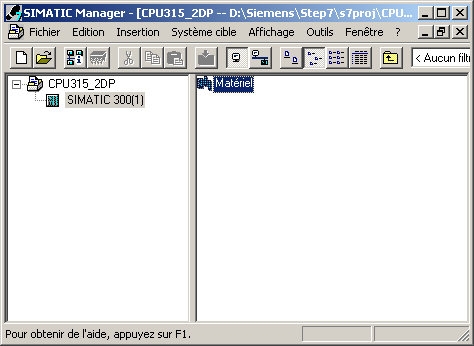 SIMATIC Manager - [CPU315_2DP -- D:\Siemens\Step7\s7proj\CPU...
Fichier Edition Insertion Système cible Affichage Outils Fenêtre ?
< Aucun filtr
CPU315_2DP
SIMATIC 300(1)
Matériel
Pour obtenir de l'aide, appuyez sur F1.